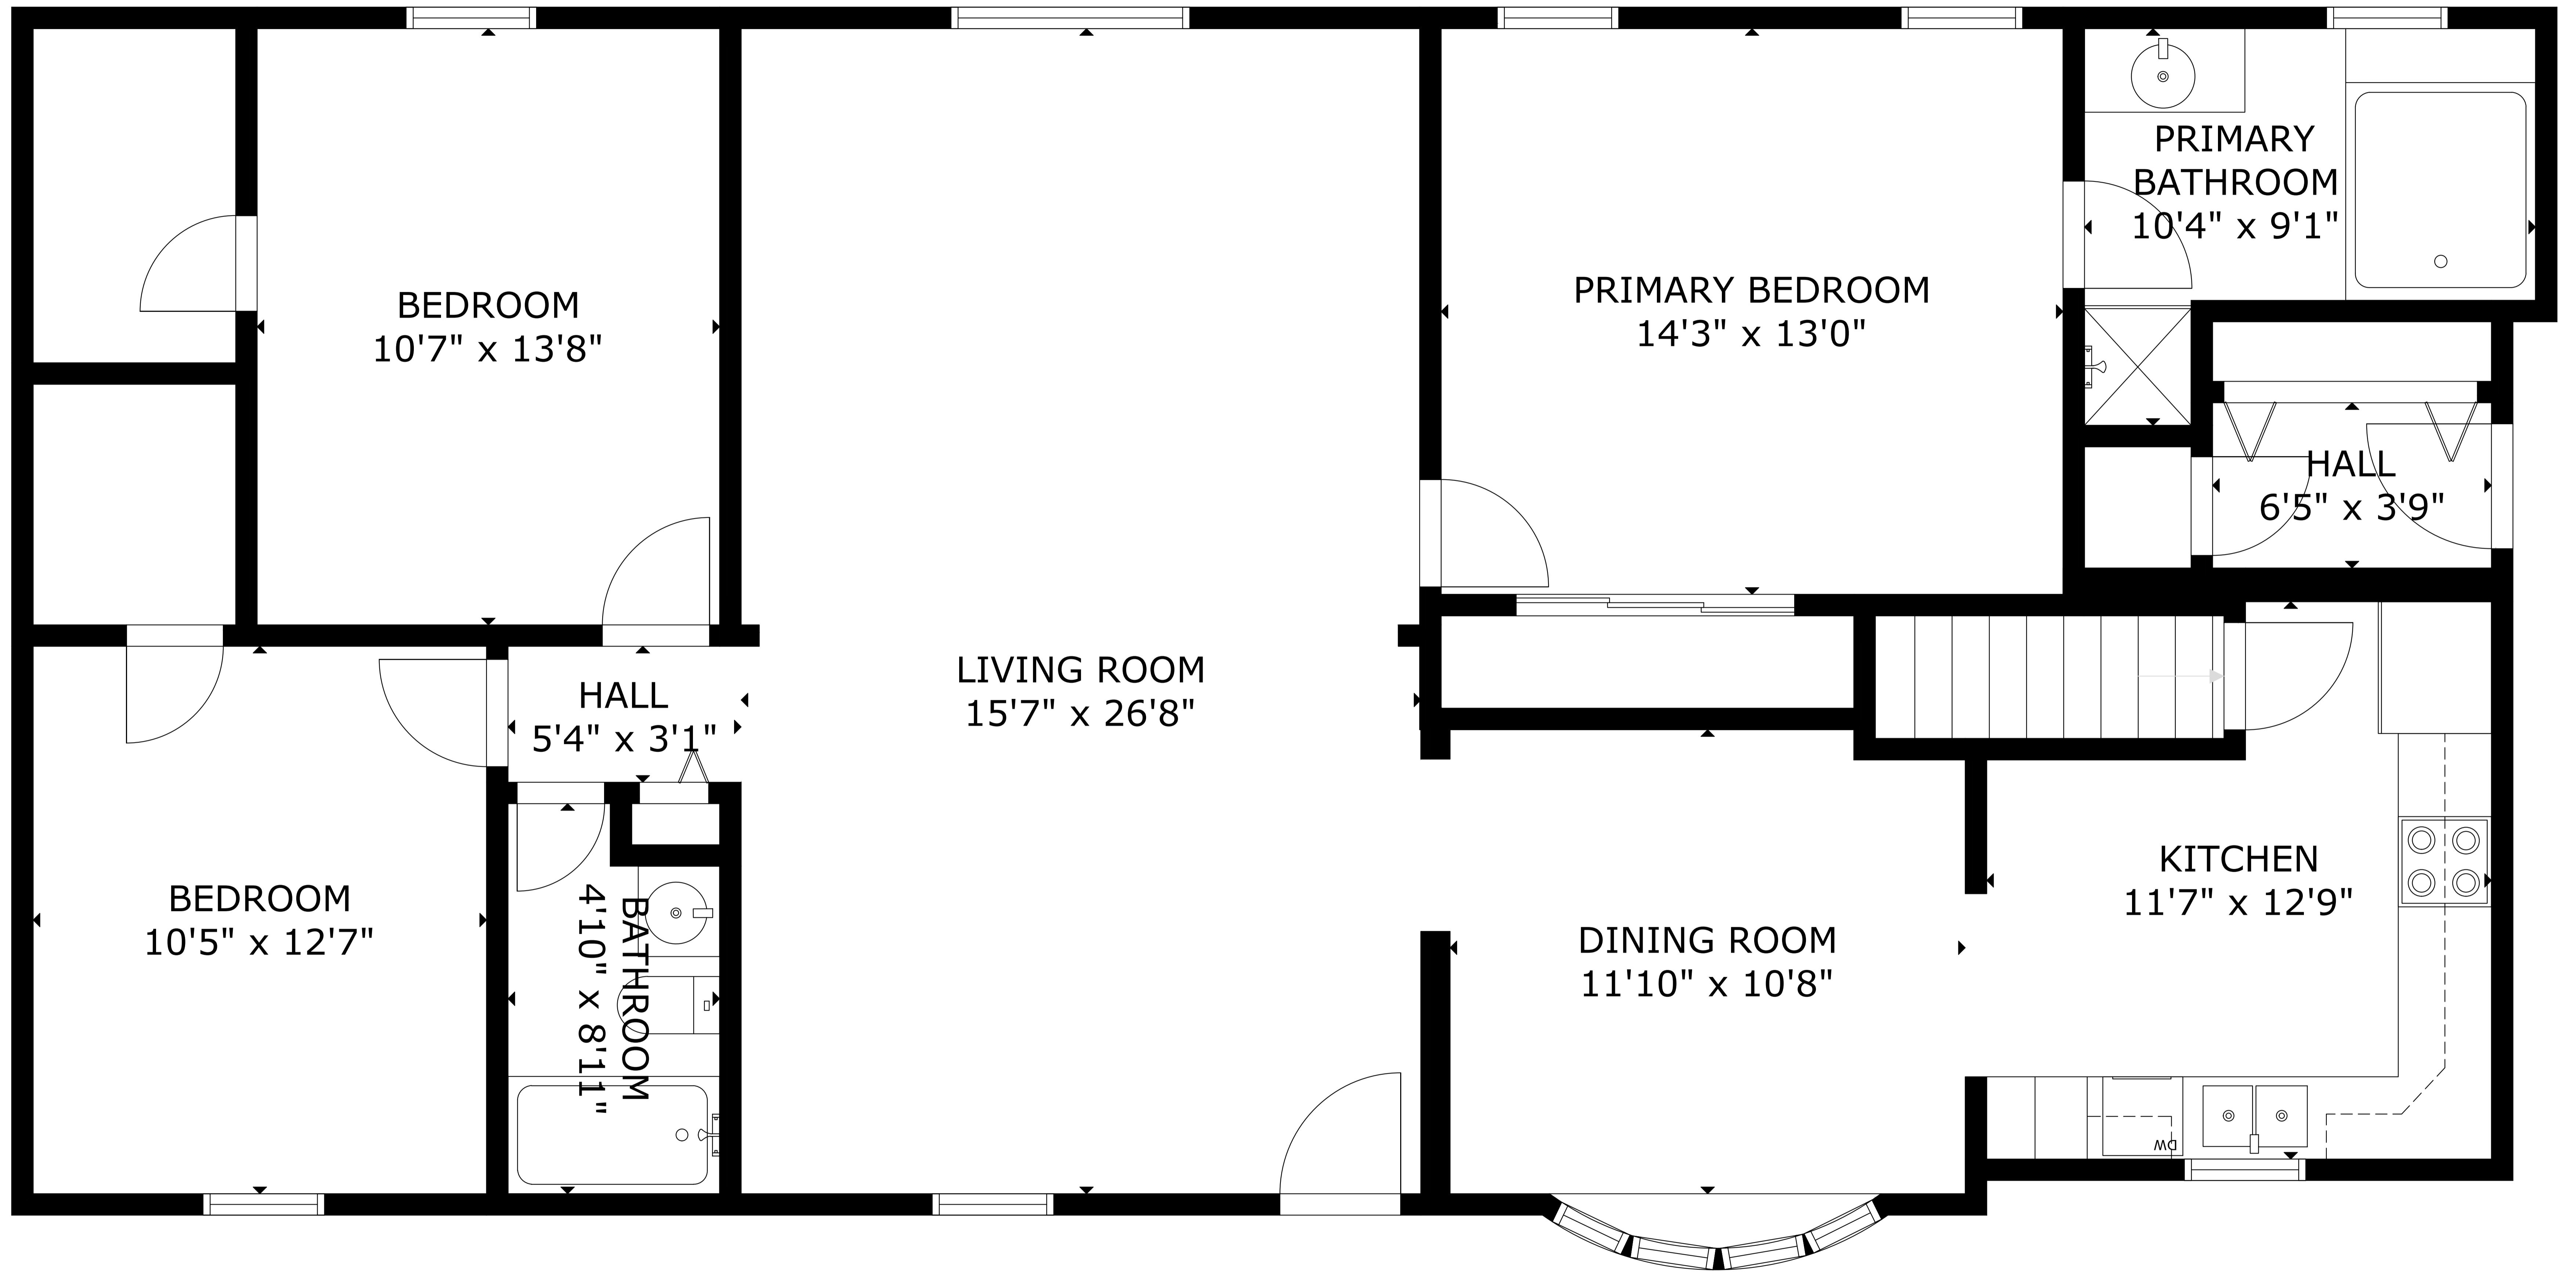 PRIMARY
BATHROOM
10'4" x 9'1"
BEDROOM
10'7" x 13'8"
PRIMARY BEDROOM
14'3" x 13'0"
HALL
6'5" x 3'9"
HALL
5'4" x 3'1"
LIVING ROOM
15'7" x 26'8"
BEDROOM
10'5" x 12'7"
BATHROOM
4'10" x 8'11"
DINING ROOM
11'10" x 10'8"
KITCHEN
11'7" x 12'9"
DW